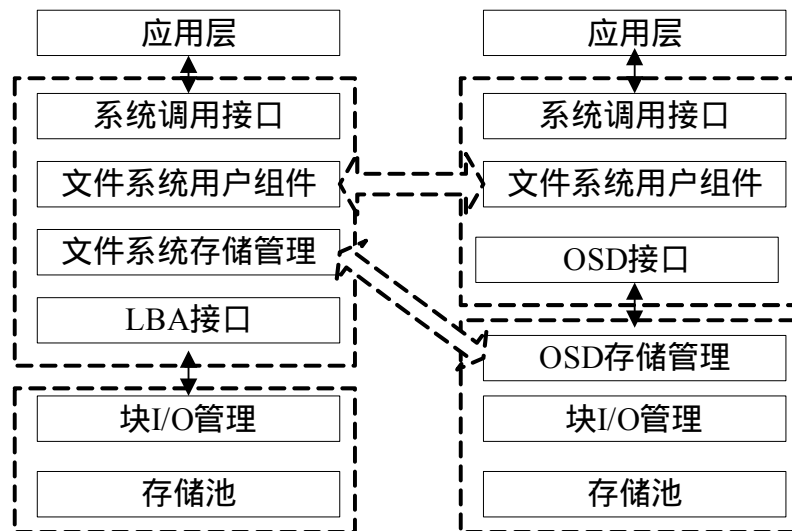 应用层
系统调用接口
文件系统用户组件
文件系统存储管理
LBA接口
块I/O管理
存储池
应用层
系统调用接口
文件系统用户组件
OSD接口
OSD存储管理
块I/O管理
存储池